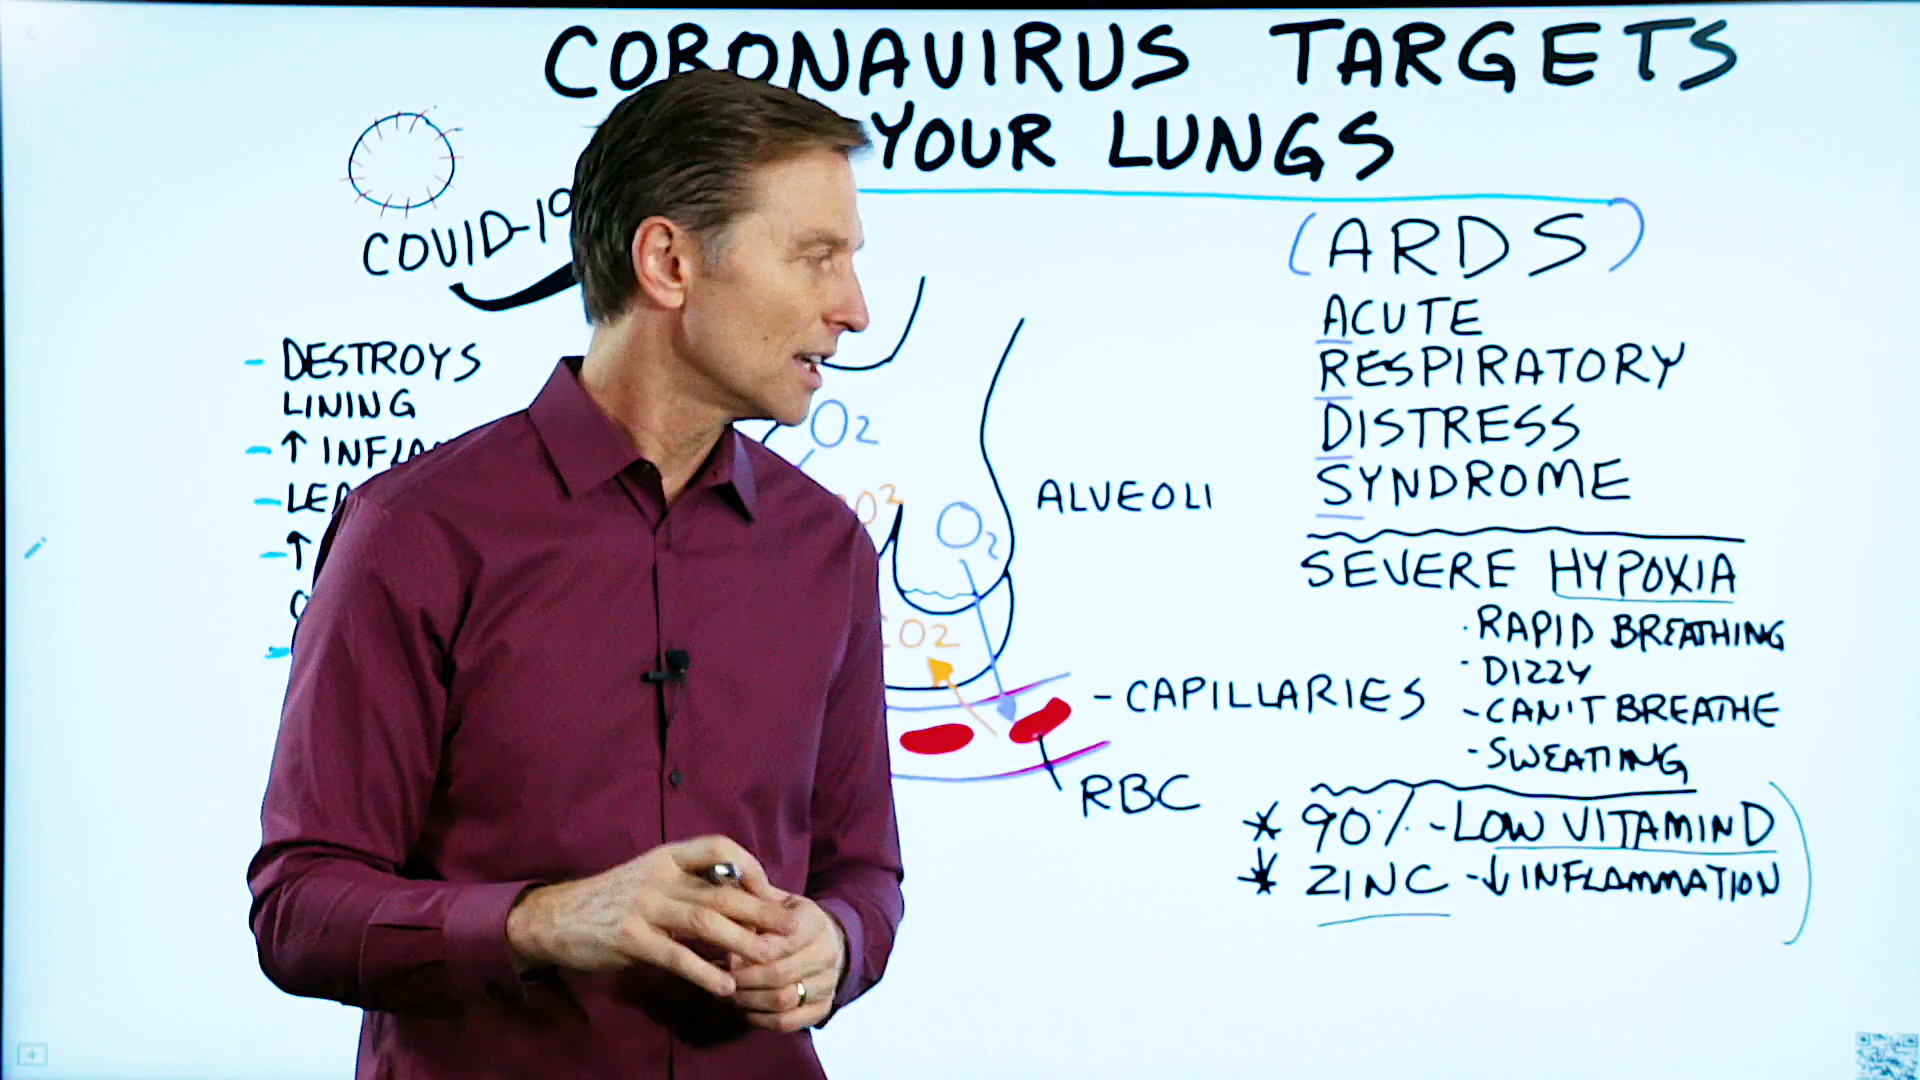 CORONAVIRUS TARGETS
YOUR LUNGS
COVID-19
- DESTROYS
LINING
- ↑
-
- ↑
-
O2
O2
CO2
ALVEOLI
- CAPILLARIES
RBC
(ARDS)
ACUTE
RESPIRATORY
DISTRESS
SYNDROME
SEVERE HYPOXIA
· RAPID BREATHING
· DIZZY
- CAN'T BREATHE
- SWEATING
* 90% - LOW VITAMIN D
* ZINC - ↓ INFLAMMATION